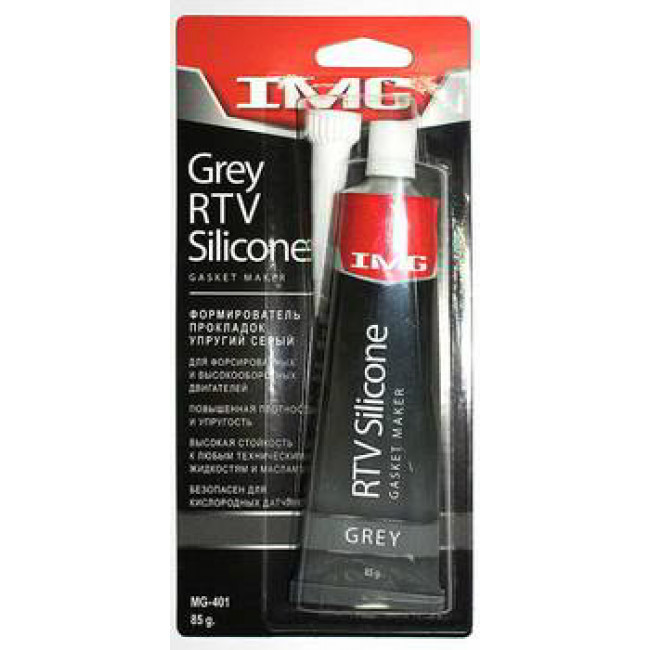 IMG
Grey
RTV
Silicone
GASKET MAKER
ФОРМИРОВАТЕЛЬ
ПРОКЛАДОК
УПРУГИЙ СЕРЫЙ
ДЛЯ ФОРСИРОВАННЫХ
И ВЫСОКООБОРОТНЫХ
ДВИГАТЕЛЕЙ
ПОВЫШЕННАЯ ПРОТНОСТЬ
И УПРУГОСТЬ
ВЫСОКАЯ СТОЙКОСТЬ
К ЛЮБЫМ ТЕХНИЧЕСКИМ
ЖИДКОСТЯМ И МАСЛАМ
БЕЗОПАСЕН ДЛЯ
КИСЛОРОДНЫХ ДАТЧИКОВ
MG-401
85 g.
IMG
RTV Silicone
GASKET MAKER
GREY
85 g.